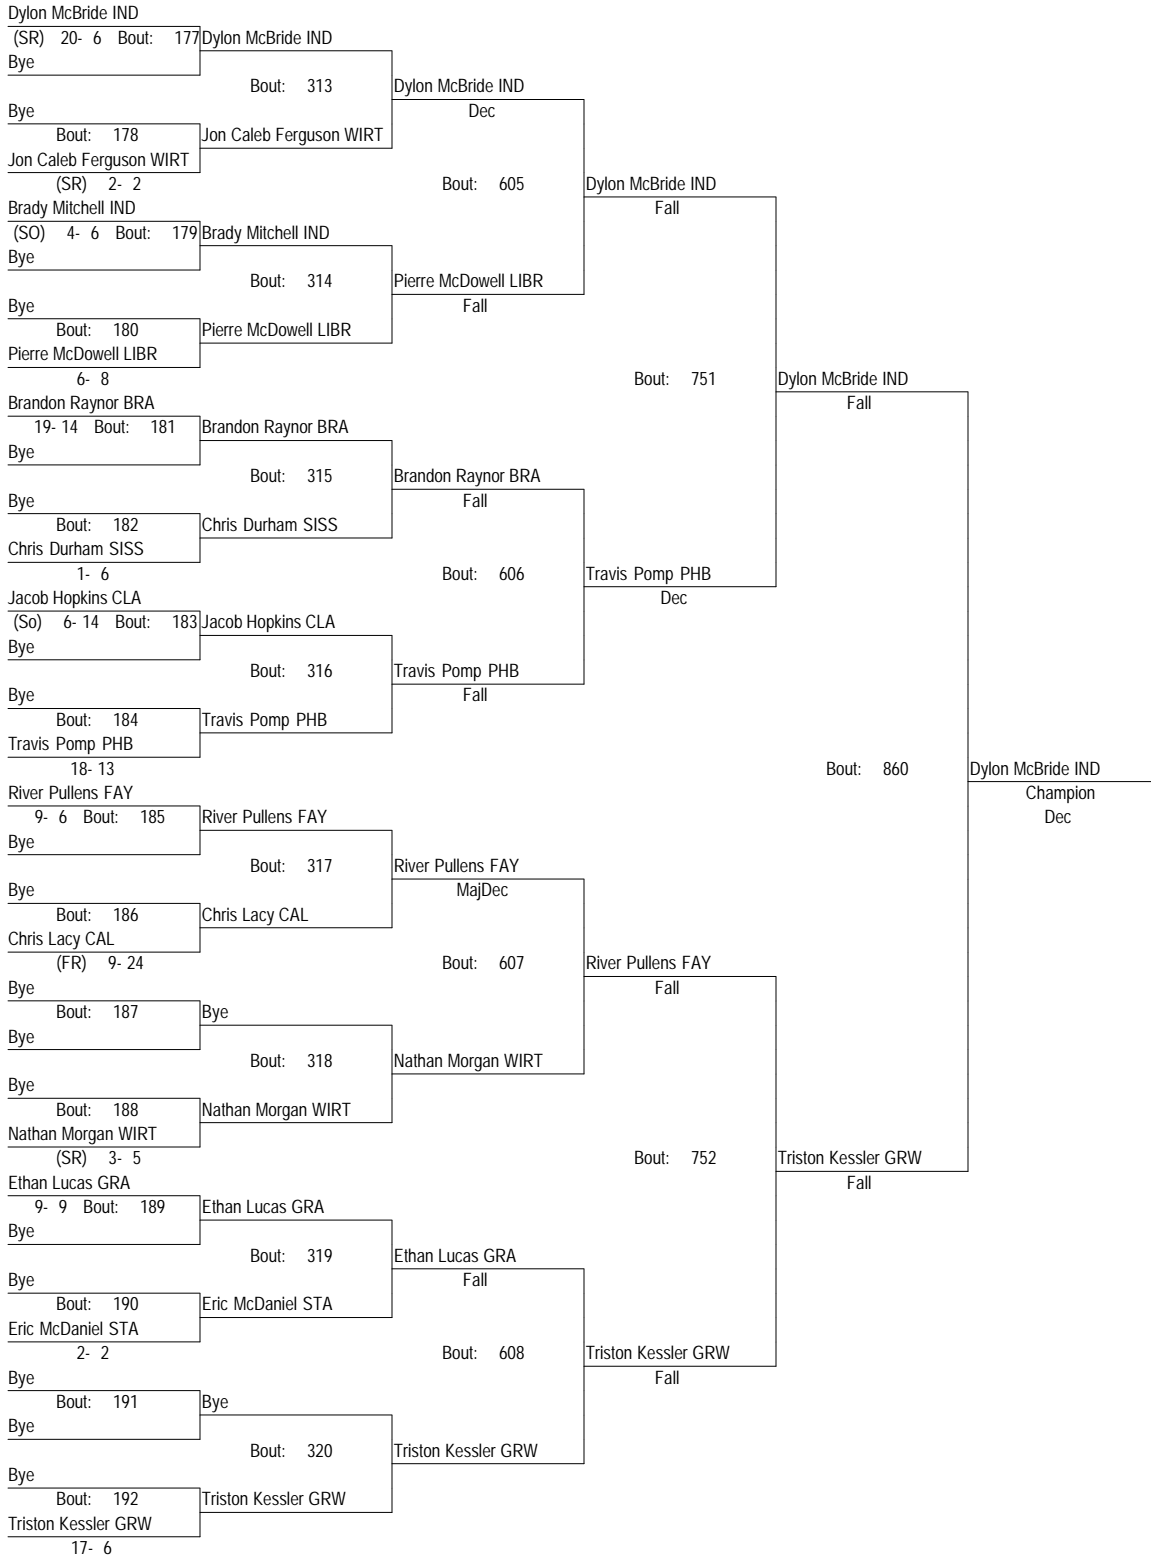 Dylon McBride IND
(SR) 20- 6 Bout: 177 Dylon McBride IND
Bye
Bout: 313 Dylon McBride IND
Bye Dec
Bout: 178 Jon Caleb Ferguson WIRT
Jon Caleb Ferguson WIRT
(SR) 2- 2 Bout: 605 Dylon McBride IND
Brady Mitchell IND Fall
(SO) 4- 6 Bout: 179 Brady Mitchell IND
Bye
Bout: 314 Pierre McDowell LIBR
Bye Fall
Bout: 180 Pierre McDowell LIBR
Pierre McDowell LIBR
6- 8 Bout: 751 Dylon McBride IND
Brandon Raynor BRA Fall
19- 14 Bout: 181 Brandon Raynor BRA
Bye
Bout: 315 Brandon Raynor BRA
Bye Fall
Bout: 182 Chris Durham SISS
Chris Durham SISS
1- 6 Bout: 606 Travis Pomp PHB
Jacob Hopkins CLA Dec
(So) 6- 14 Bout: 183 Jacob Hopkins CLA
Bye
Bout: 316 Travis Pomp PHB
Bye Fall
Bout: 184 Travis Pomp PHB
Travis Pomp PHB
18- 13 Bout: 860 Dylon McBride IND
River Pullens FAY Champion
9- 6 Bout: 185 River Pullens FAY Dec
Bye
Bout: 317 River Pullens FAY
Bye MajDec
Bout: 186 Chris Lacy CAL
Chris Lacy CAL
(FR) 9- 24 Bout: 607 River Pullens FAY
Bye Fall
Bout: 187 Bye
Bye
Bout: 318 Nathan Morgan WIRT
Bye
Bout: 188 Nathan Morgan WIRT
Nathan Morgan WIRT
(SR) 3- 5 Bout: 752 Triston Kessler GRW
Ethan Lucas GRA Fall
9- 9 Bout: 189 Ethan Lucas GRA
Bye
Bout: 319 Ethan Lucas GRA
Bye Fall
Bout: 190 Eric McDaniel STA
Eric McDaniel STA
2- 2 Bout: 608 Triston Kessler GRW
Bye Fall
Bout: 191 Bye
Bye
Bout: 320 Triston Kessler GRW
Bye
Bout: 192 Triston Kessler GRW
Triston Kessler GRW
17- 6